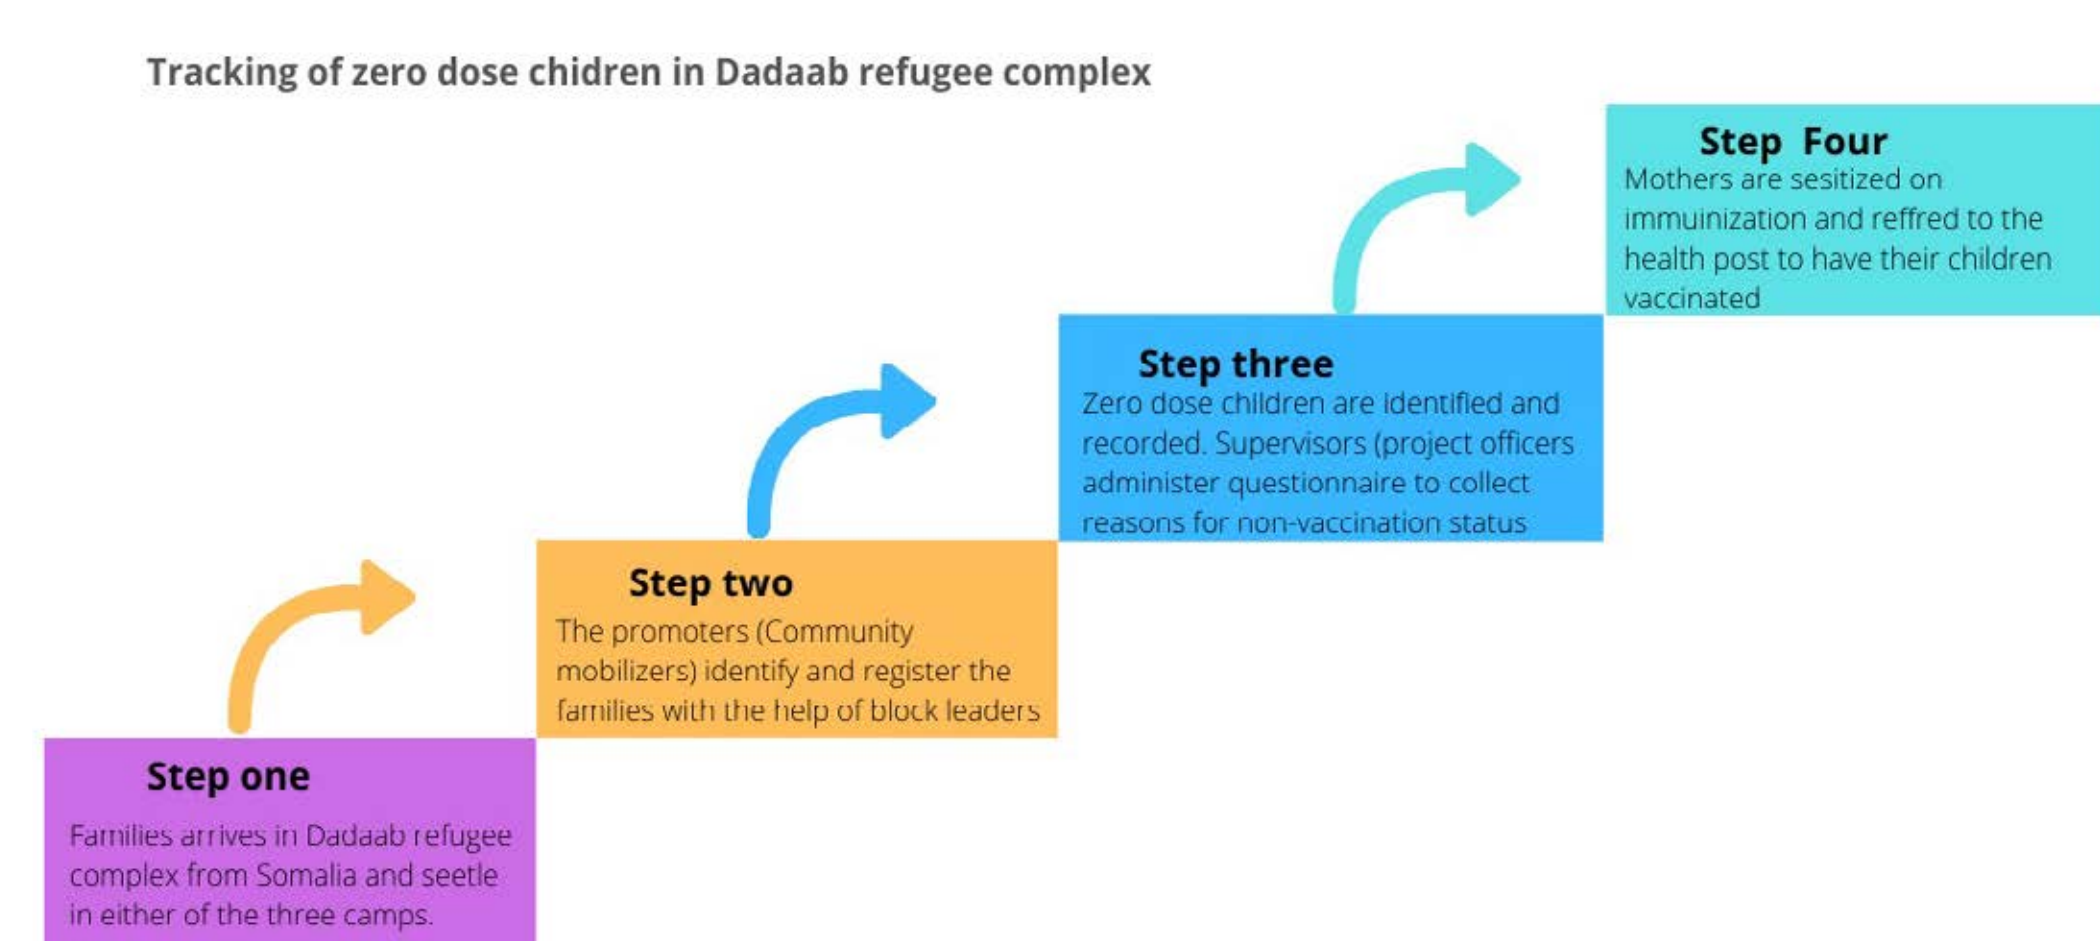 Tracking of zero dose chidren in Dadaab refugee complex
Step one
Families arrives in Dadaab refugee
complex from Somalia and seetle
in either of the three camps.
Step two
The promoters (Community
mobilizers) identify and register the
families with the help of block leaders
Step three
Zero dose children are identified and
recorded. Supervisors (project officers
administer questionnaire to collect
reasons for non-vaccination status
Step Four
Mothers are sesitized on
immuinization and reffred to the
health post to have their children
vaccinated